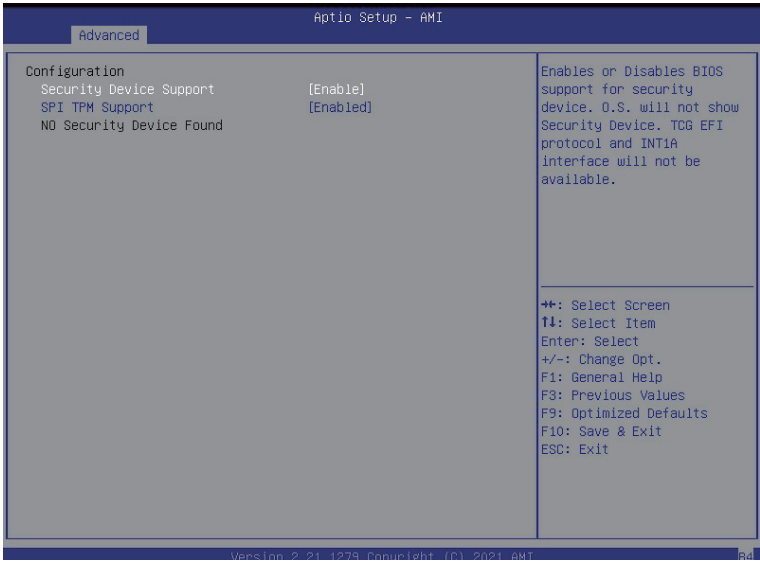 Aptio Setup – AMI
Advanced
Configuration
Security Device Support [Enable]
SPI TPM Support [Enabled]
NO Security Device Found
Enables or Disables BIOS
support for security
device. O.S. will not show
Security Device. TCG EFI
protocol and INT1A
interface will not be
available.
→←: Select Screen
↑↓: Select Item
Enter: Select
+/-: Change Opt.
F1: General Help
F3: Previous Values
F9: Optimized Defaults
F10: Save & Exit
ESC: Exit
Version 2.21.1279 Copyright (C) 2021 AMI
B4